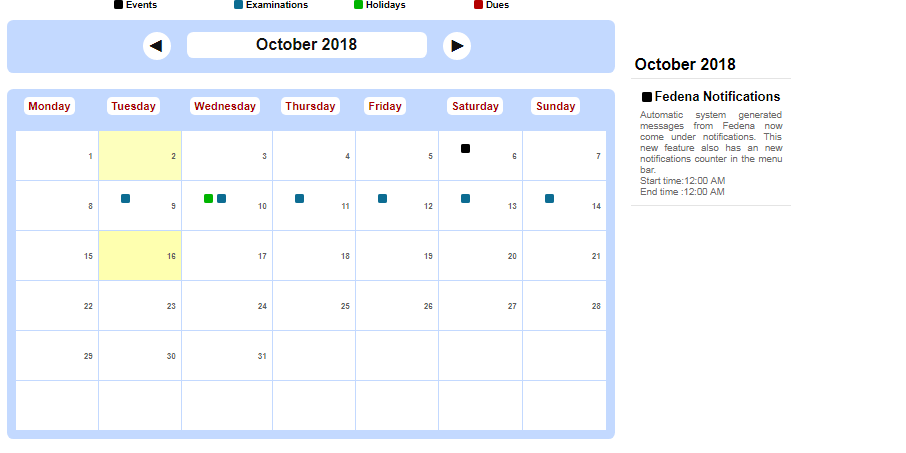 Events Examinations Holidays Dues
◀ October 2018 ▶
Monday Tuesday Wednesday Thursday Friday Saturday Sunday
1 2 3 4 5 6 7
8 9 10 11 12 13 14
15 16 17 18 19 20 21
22 23 24 25 26 27 28
29 30 31
October 2018
Fedena Notifications
Automatic system generated
messages from Fedena now
come under notifications. This
new feature also has an new
notifications counter in the menu
bar.
Start time:12:00 AM
End time :12:00 AM